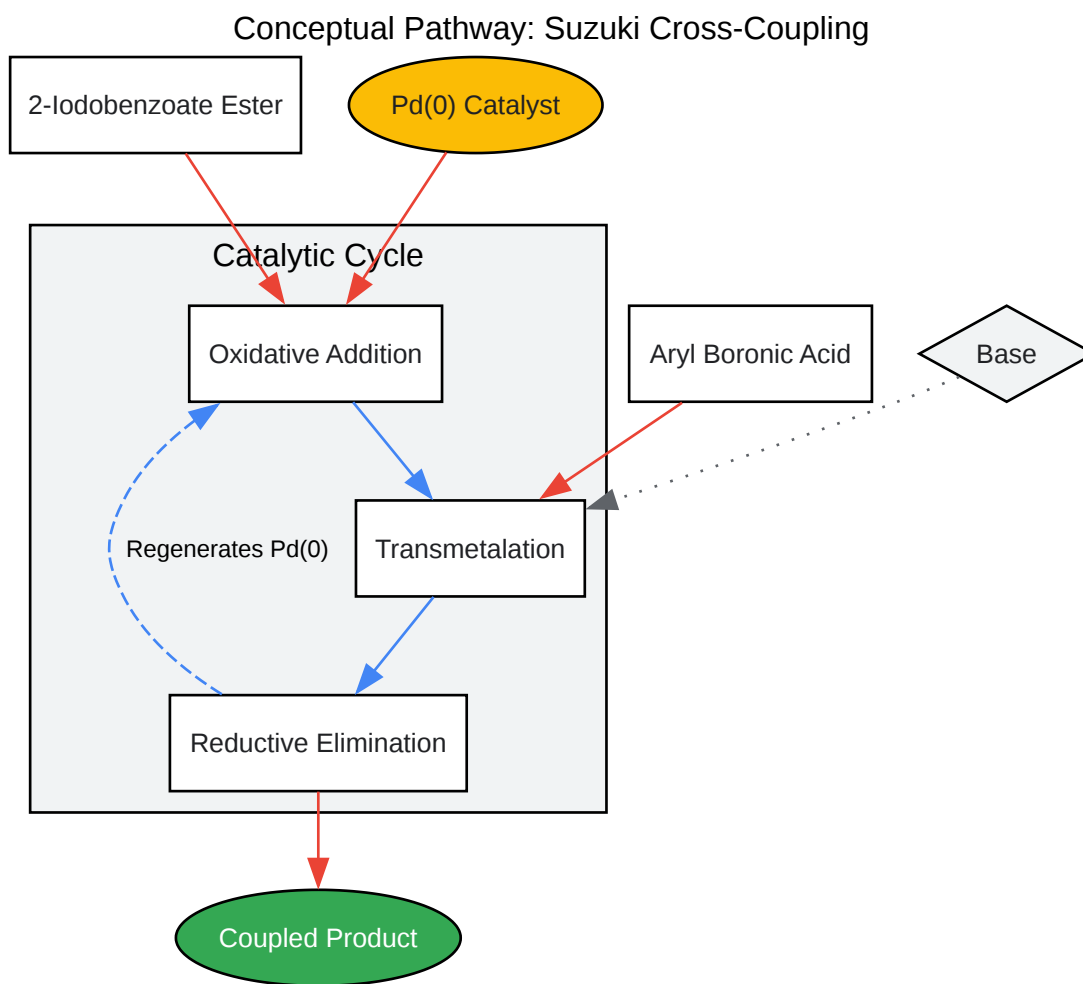 Conceptual Pathway: Suzuki Cross-Coupling
2-Iodobenzoate Ester
Pd(0) Catalyst
Catalytic Cycle
Oxidative Addition
Aryl Boronic Acid
Base
Regenerates Pd(0)
Transmetalation
Reductive Elimination
Coupled Product